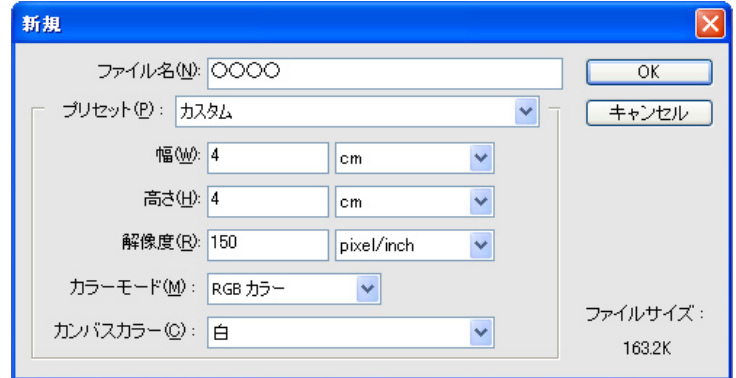 新規
ファイル名(N): ○○○○
OK
プリセット(P): カスタム
キャンセル
幅(W): 4 cm
高さ(H): 4 cm
解像度(R): 150 pixel/inch
カラーモード(M): RGB カラー
カンバスカラー(C): 白
ファイルサイズ:
163.2K